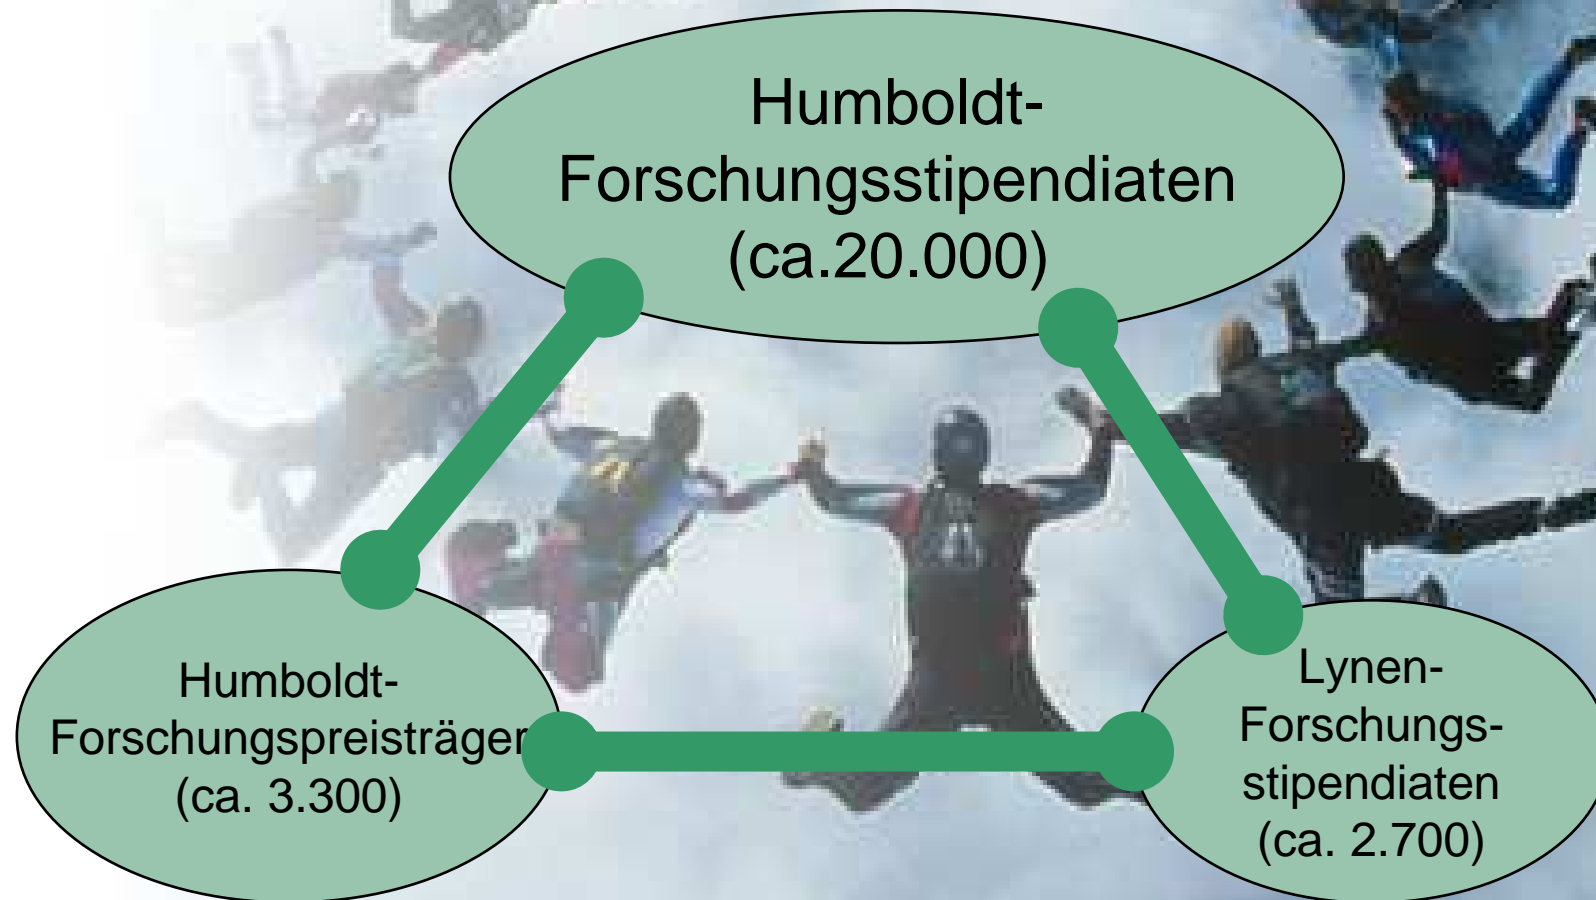 Humboldt-
Forschungsstipendiaten
(ca.20.000)
Humboldt-
Forschungspreisträger
(ca. 3.300)
Lynen-
Forschungs-
stipendiaten
(ca. 2.700)